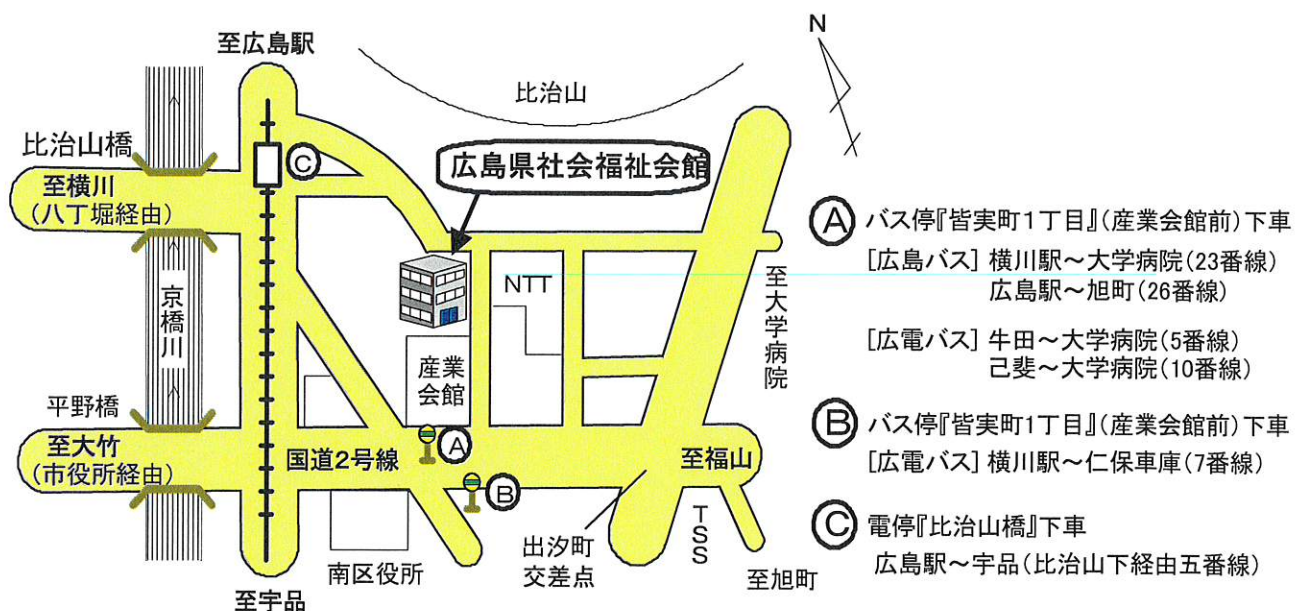 至広島駅
N
比治山
比治山橋
Ⓒ
広島県社会福祉会館
至横川
(八丁堀経由)
京橋川
NTT
至大学病院
産業
会館
平野橋
至大竹
(市役所経由)
国道2号線
Ⓐ
Ⓑ
至福山
南区役所
出汐町
交差点
TSS
至旭町
至宇品
Ⓐ バス停『皆実町1丁目』(産業会館前)下車
[広島バス] 横川駅~大学病院(23番線)
広島駅~旭町(26番線)
[広電バス] 牛田~大学病院(5番線)
己斐~大学病院(10番線)
Ⓑ バス停『皆実町1丁目』(産業会館前)下車
[広電バス] 横川駅~仁保車庫(7番線)
Ⓒ 電停『比治山橋』下車
広島駅~宇品(比治山下経由五番線)